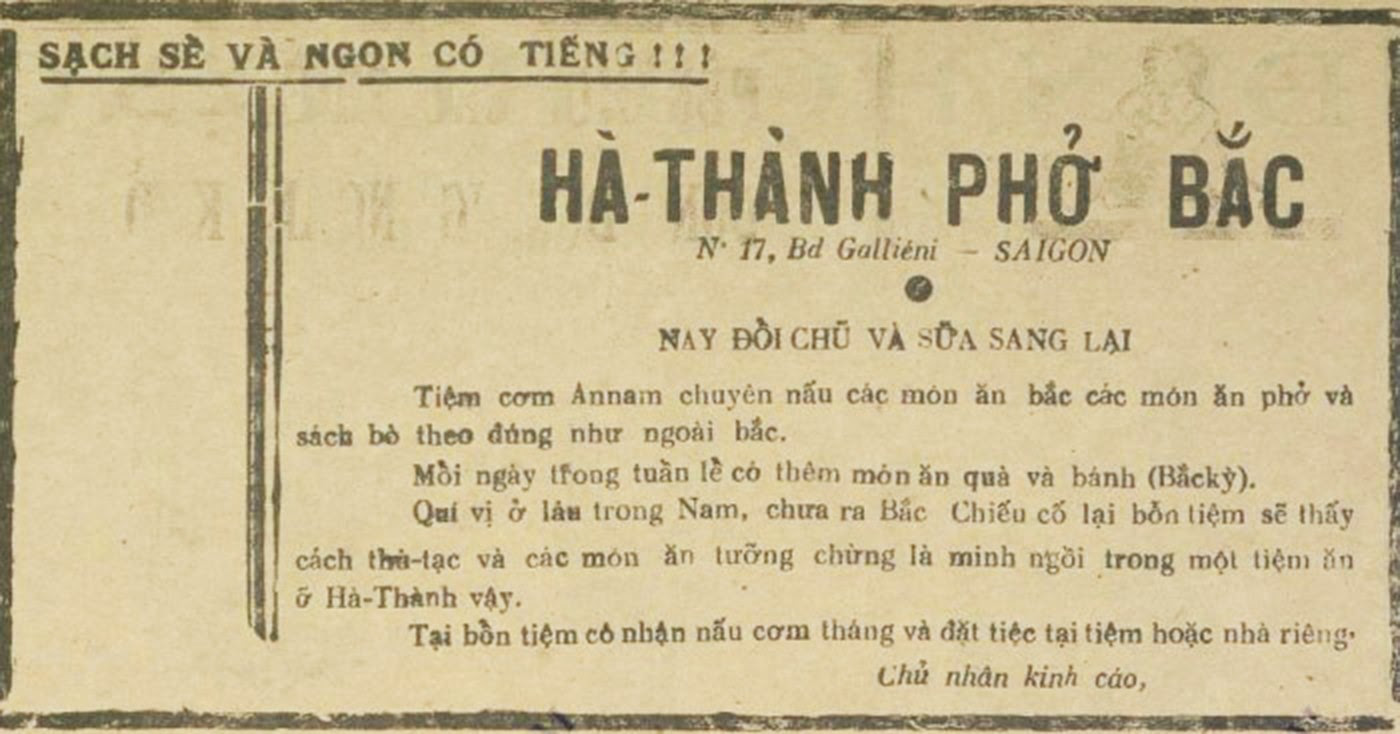 SẠCH SẺ VÀ NGON CÓ TIẾNG!!!
HÀ-THÀNH PHỞ BẮC
N· 17, Bd Galliéni — SAIGON
NAY ĐỒI CHŨ VÀ SỮA SANG LẠI
Tiệm cơm Annam chuyên nấu các món ăn bắc các món ăn phở và
sách bò theo đúng như ngoài bắc.
Mỗi ngày trong tuần lễ có thêm món ăn quà và bánh (Bắckỳ).
Quí vị ở lâu trong Nam, chưa ra Bắc Chiếu cố lại bổn tiệm sẽ thấy
cách thù-tạc và các món ăn tưỡng chừng là mình ngồi trong một tiệm ăn
ỡ Hà-Thành vậy.
Tại bổn tiệm có nhận nấu cơm tháng và đặt tiệc tại tiệm hoặc nhà riêng.
Chủ nhân kinh cáo,